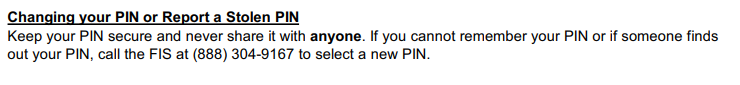 Changing your PIN or Report a Stolen PIN
Keep your PIN secure and never share it with anyone. If you cannot remember your PIN or if someone finds
out your PIN, call the FIS at (888) 304-9167 to select a new PIN.